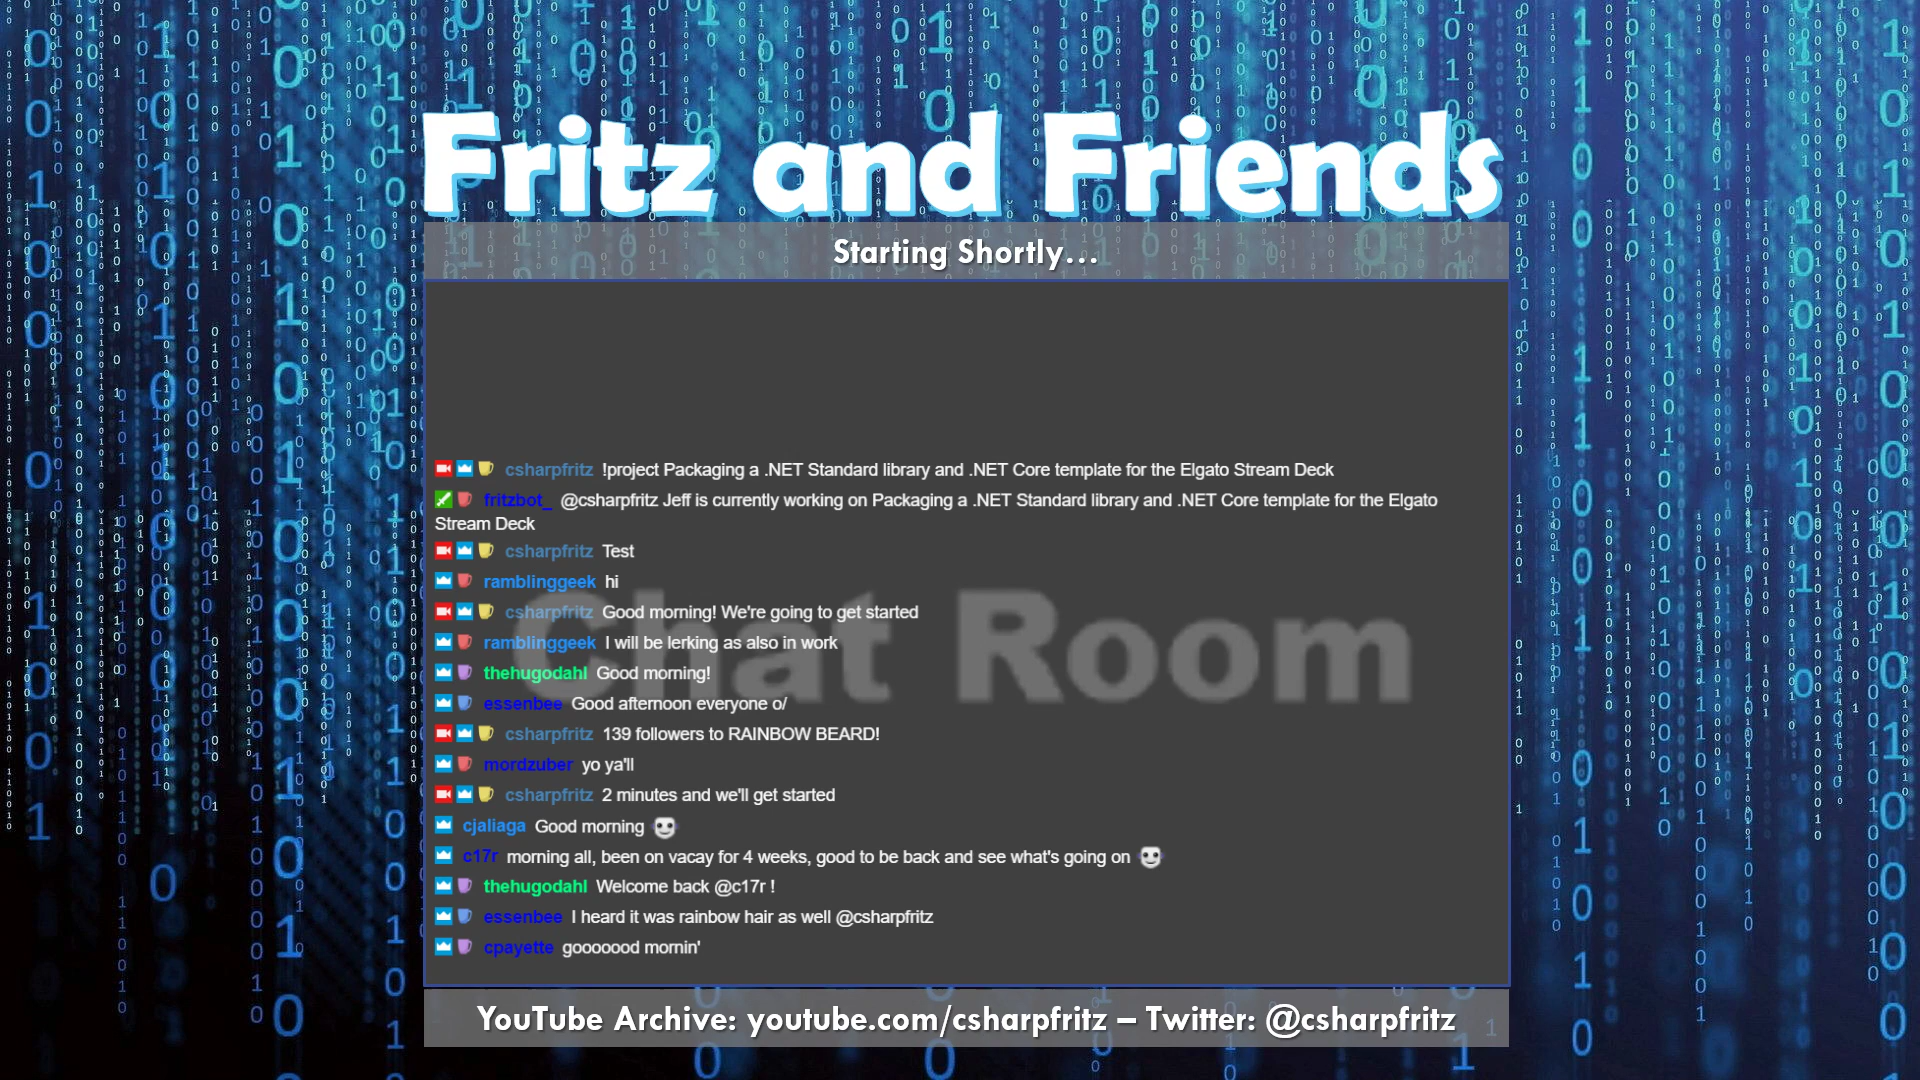 Fritz and Friends
Starting Shortly...
Chat Room
csharpfritz !project Packaging a .NET Standard library and .NET Core template for the Elgato Stream Deck
fritzbot_ @csharpfritz Jeff is currently working on Packaging a .NET Standard library and .NET Core template for the Elgato
Stream Deck
csharpfritz Test
ramblinggeek hi
csharpfritz Good morning! We're going to get started
ramblinggeek I will be lerking as also in work
thehugodahl Good morning!
essenbee Good afternoon everyone o/
csharpfritz 139 followers to RAINBOW BEARD!
mordzuber yo ya'll
csharpfritz 2 minutes and we'll get started
cjaliaga Good morning
c17r morning all, been on vacay for 4 weeks, good to be back and see what's going on
thehugodahl Welcome back @c17r !
essenbee I heard it was rainbow hair as well @csharpfritz
cpayette gooooood mornin'
YouTube Archive: youtube.com/csharpfritz – Twitter: @csharpfritz